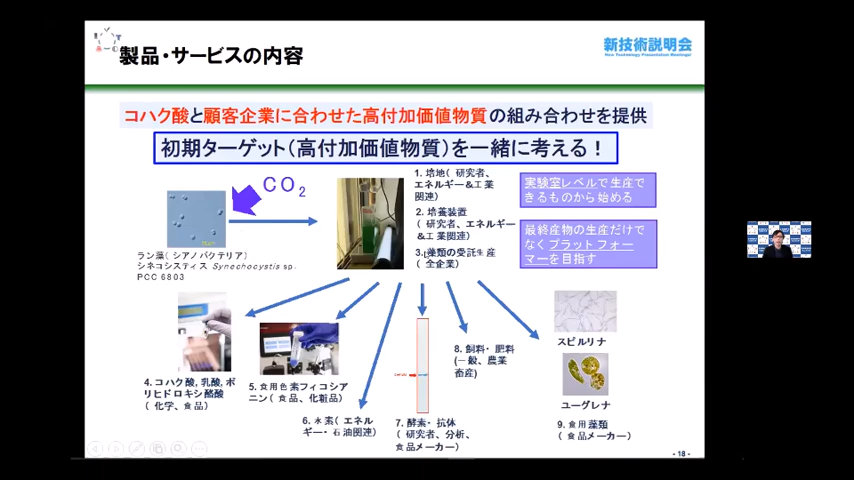 製品・サービスの内容
新技術説明会
New Technology Presentation Meetings!
コハク酸と顧客企業に合わせた高付加価値物質の組み合わせを提供
初期ターゲット(高付加価値物質)を一緒に考える！
CO2
1. 培地( 研究者、
エネルギー&工業
関連)
2. 培養装置
( 研究者、エネルギー
&工業関連)
3. 藻類の受託生産
( 全企業)
実験室レベルで生産で
きるものから始める
最終産物の生産だけで
なくプラットフォー
マーを目指す
ラン藻( シアノバクテリア)
シネコシスティス Synechocystis sp.
PCC 6803
4. コハク酸, 乳酸, ポ
リヒドロキシ酪酸
( 化学、食品)
5. 食用色素フィコシア
ニン( 食品、化粧品)
6. 水素( エネル
ギー・石油関連)
7. 酵素・抗体
( 研究者、分析、
食品メーカー)
8. 飼料・肥料
(一般、農業
畜産)
スピルリナ
ユーグレナ
9. 食用藻類
( 食品メーカー)
- 18 -